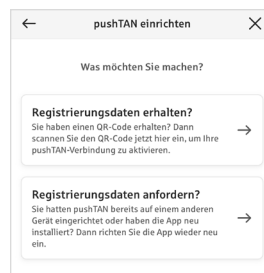 pushTAN einrichten
Was möchten Sie machen?
Registrierungsdaten erhalten?
Sie haben einen QR-Code erhalten? Dann
scannen Sie den QR-Code jetzt hier ein, um Ihre
pushTAN-Verbindung zu aktivieren.
Registrierungsdaten anfordern?
Sie hatten pushTAN bereits auf einem anderen
Gerät eingerichtet oder haben die App neu
installiert? Dann richten Sie die App wieder neu
ein.